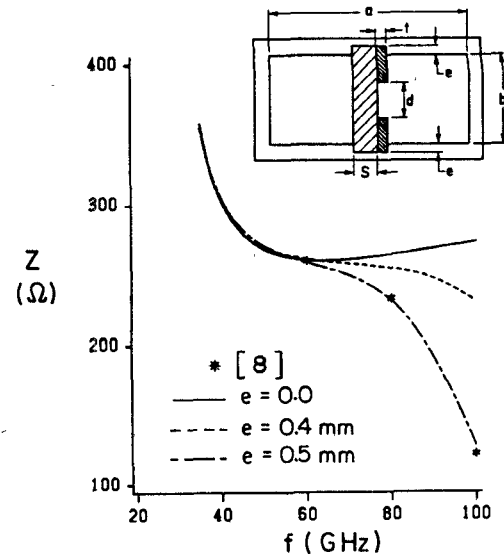 a
t
e
d
b
S
e
400
300
200
100
Z
(Ω)
* [8]
e = 0.0
e = 0.4 mm
e = 0.5 mm
20 40 60 80 100
f (GHz)